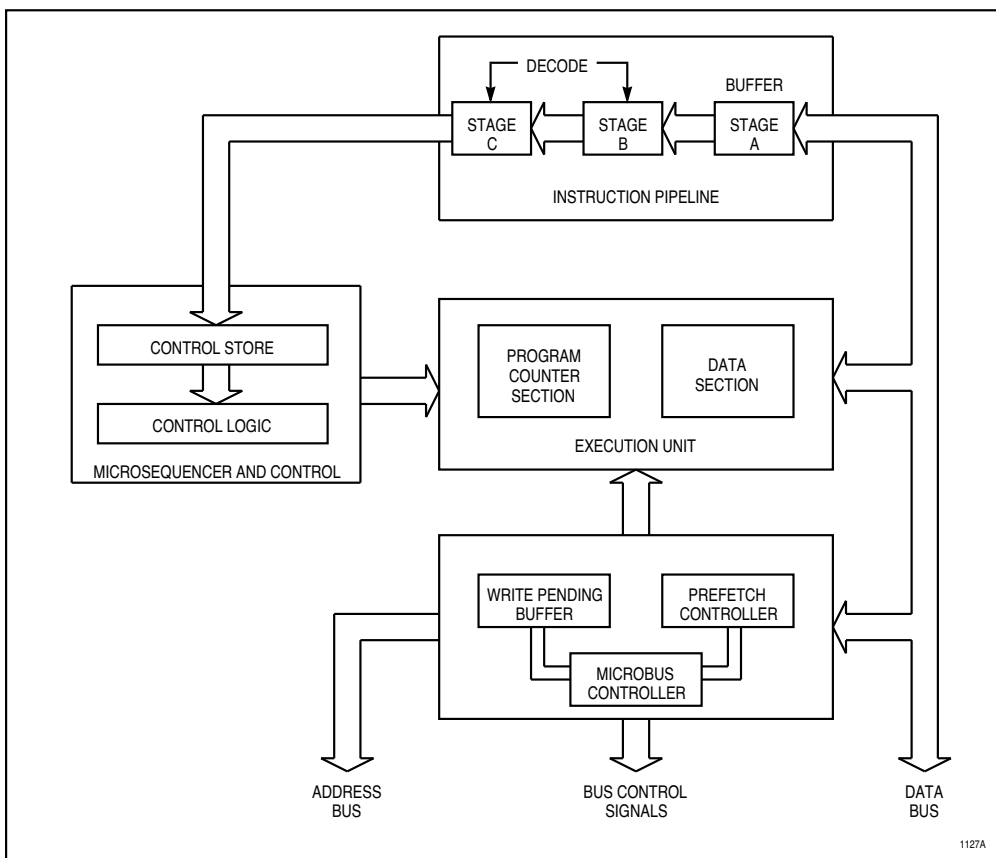 DECODE
BUFFER
STAGE
C
STAGE
B
STAGE
A
INSTRUCTION PIPELINE
CONTROL STORE
CONTROL LOGIC
MICROSEQUENCER AND CONTROL
PROGRAM
COUNTER
SECTION
DATA
SECTION
EXECUTION UNIT
WRITE PENDING
BUFFER
PREFETCH
CONTROLLER
MICROBUS
CONTROLLER
ADDRESS
BUS
BUS CONTROL
SIGNALS
DATA
BUS
1127A